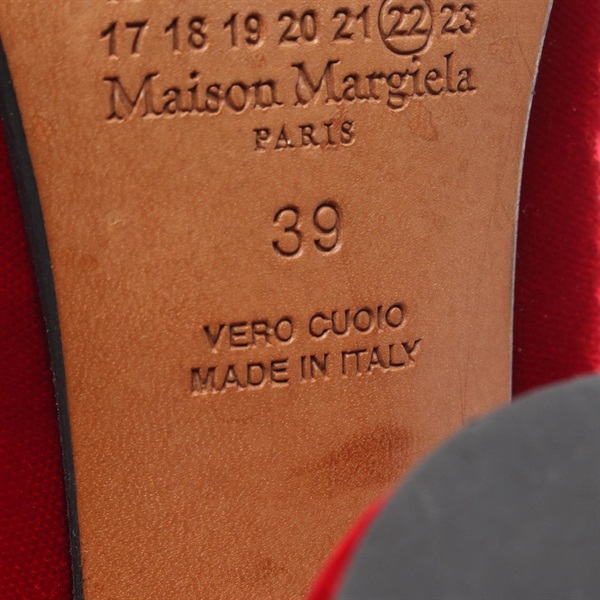 17 18 19 20 21 22 23
Maison Margiela
PARIS
39
VERO CUOIO
MADE IN ITALY